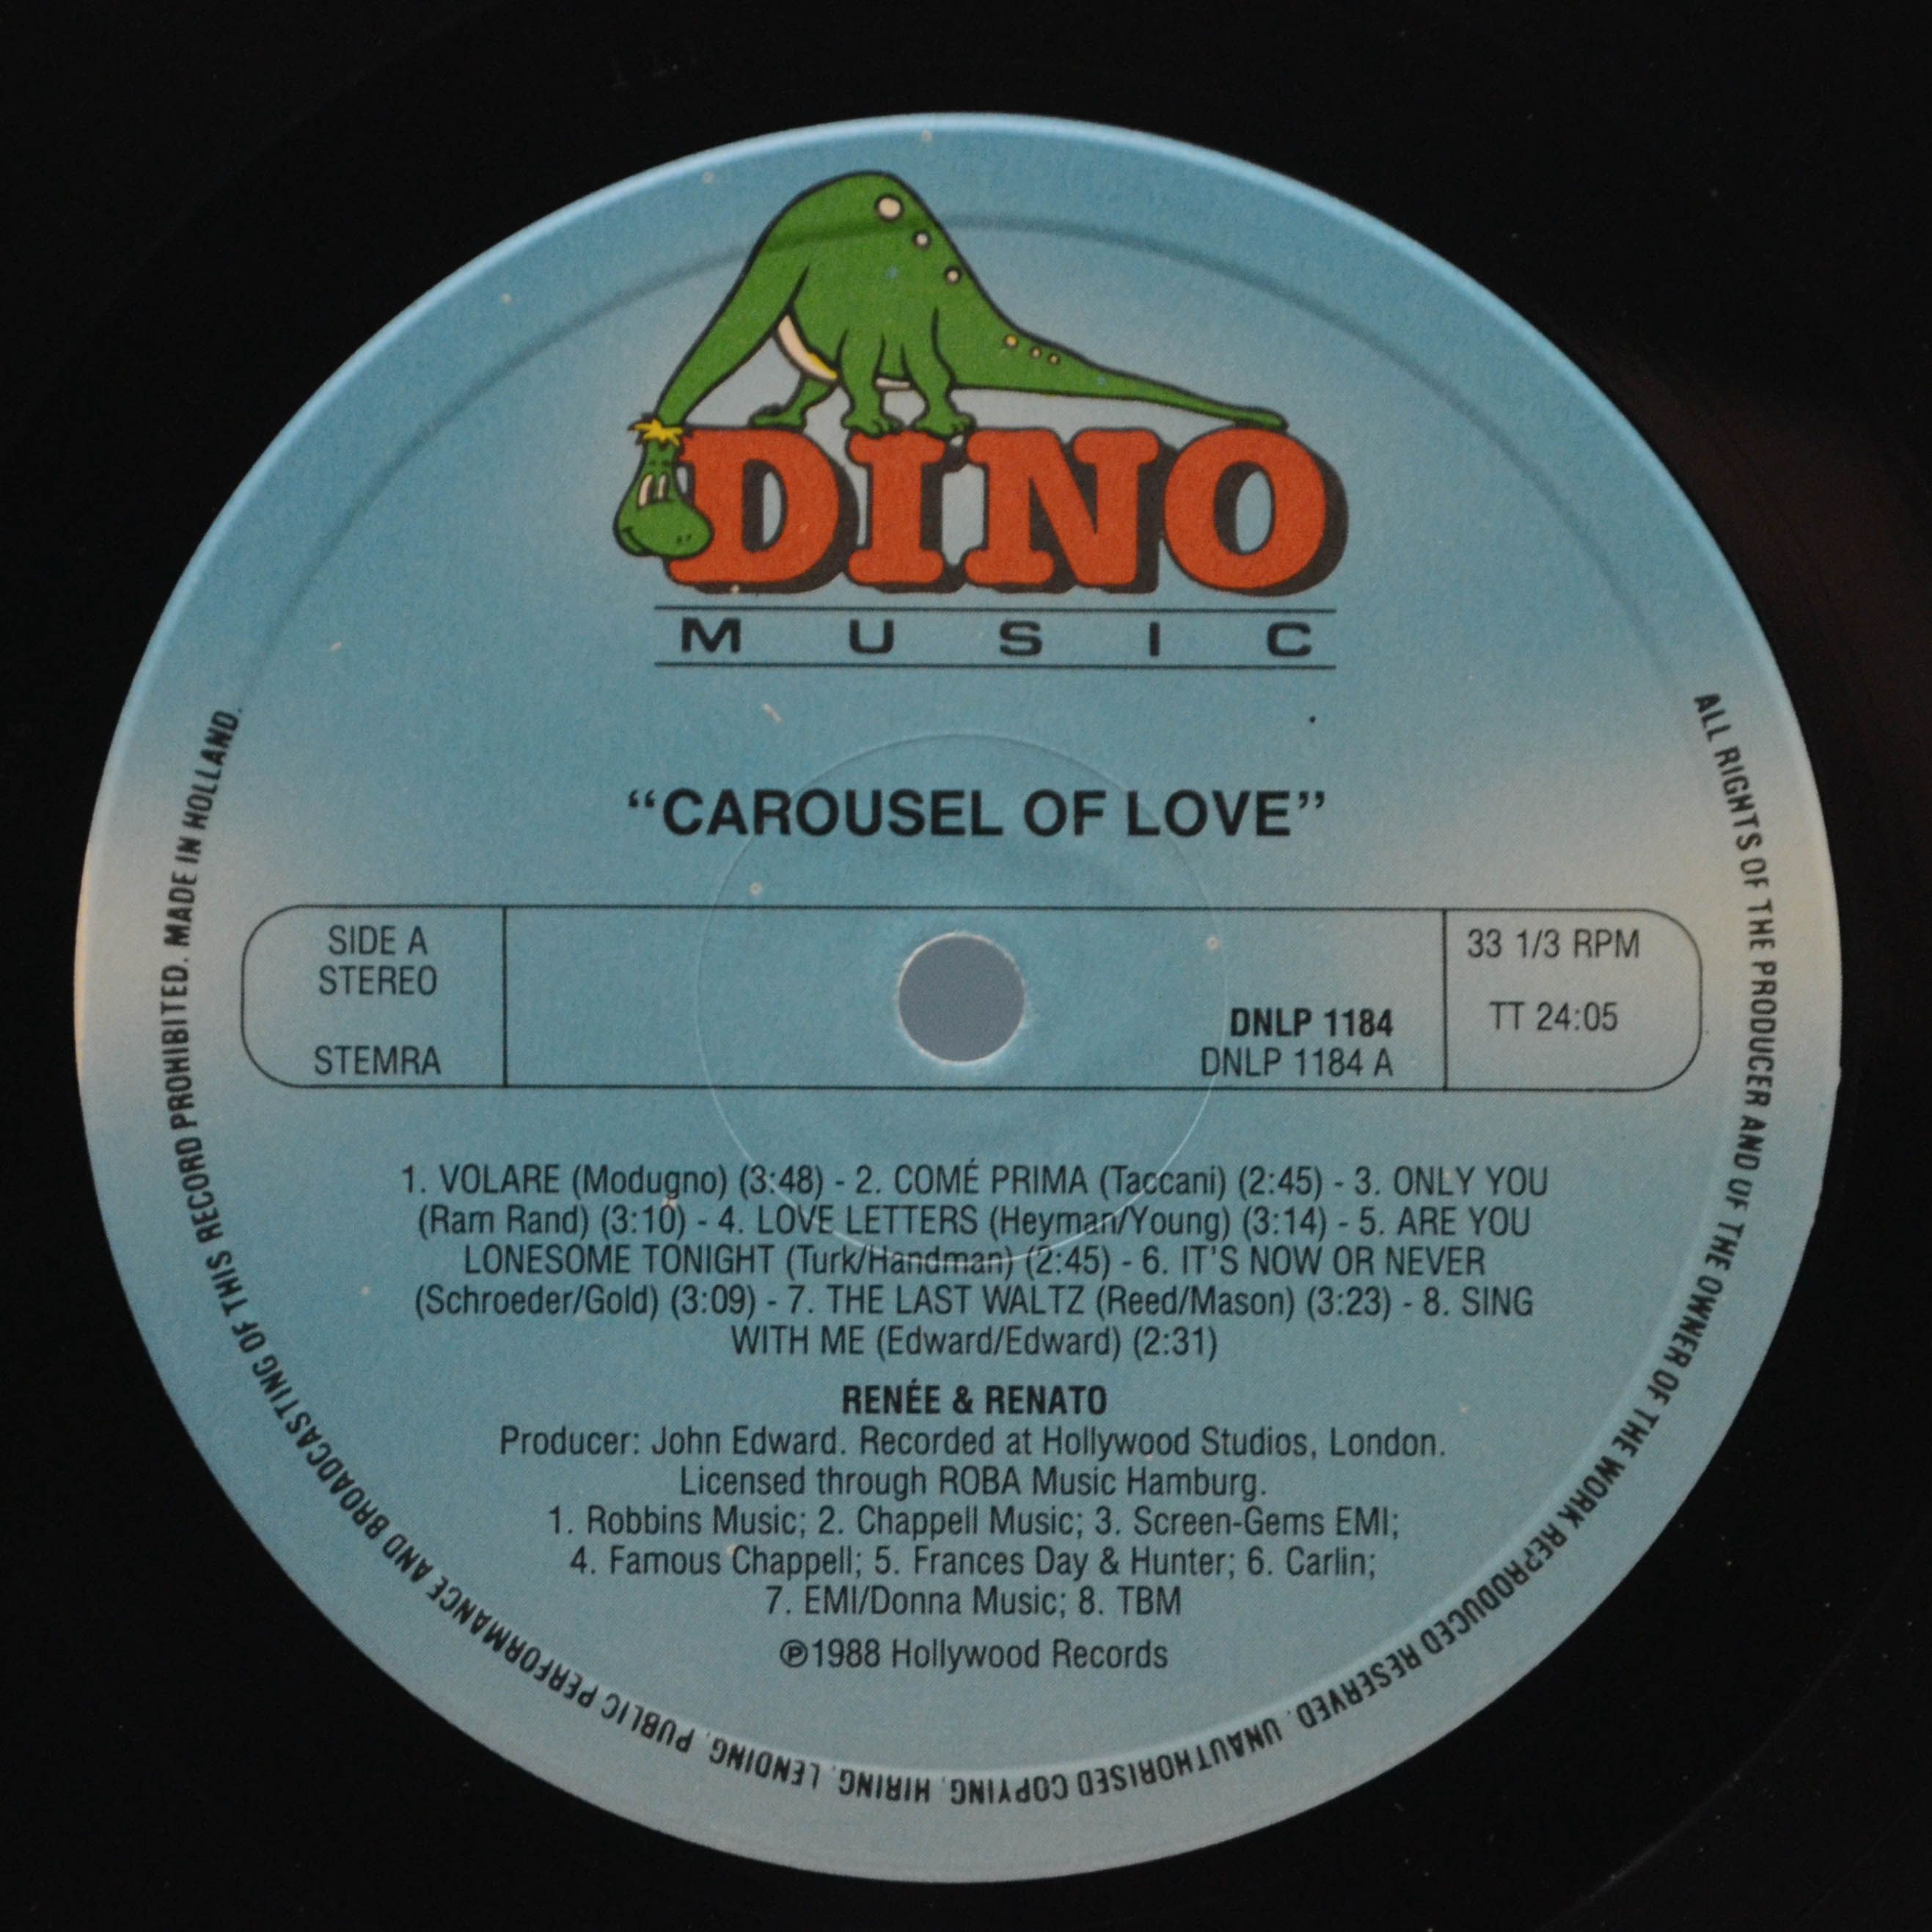 DINO
MUSIC
“CAROUSEL OF LOVE”
SIDE A
STEREO
STEMRA
DNLP 1184
DNLP 1184 A
33 1/3 RPM
TT 24:05
1. VOLARE (Modugno) (3:48) - 2. COMÉ PRIMA (Taccani) (2:45) - 3. ONLY YOU
(Ram Rand) (3:10) - 4. LOVE LETTERS (Heyman/Young) (3:14) - 5. ARE YOU
LONESOME TONIGHT (Turk/Handman) (2:45) - 6. IT'S NOW OR NEVER
(Schroeder/Gold) (3:09) - 7. THE LAST WALTZ (Reed/Mason) (3:23) - 8. SING
WITH ME (Edward/Edward) (2:31)
RENÉE & RENATO
Producer: John Edward. Recorded at Hollywood Studios, London.
Licensed through ROBA Music Hamburg.
1. Robbins Music; 2. Chappell Music; 3. Screen-Gems EMI;
4. Famous Chappell; 5. Frances Day & Hunter; 6. Carlin;
7. EMI/Donna Music; 8. TBM
℗1988 Hollywood Records
ALL RIGHTS OF THE PRODUCER AND OF THE OWNER OF THE WORK REPRODUCED RESERVED. UNAUTHORISED COPYING, HIRING, LENDING, PUBLIC PERFORMANCE AND BROADCASTING OF THIS RECORD PROHIBITED. MADE IN HOLLAND.